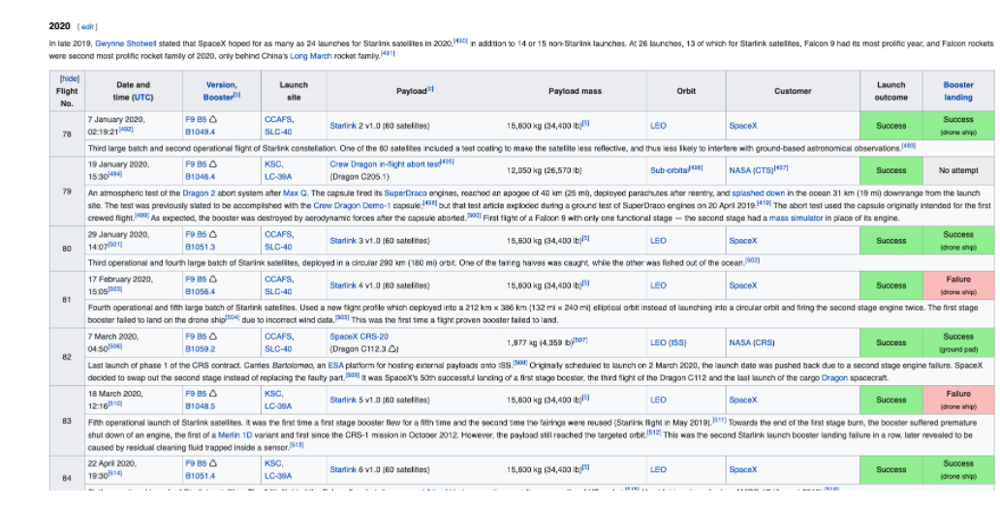 2020 [ edit ]
In late 2019, Gwynne Shotwell stated that SpaceX hoped for as many as 24 launches for Starlink satellites in 2020,[490] in addition to 14 or 15 non-Starlink launches. At 26 launches, 13 of which for Starlink satellites, Falcon 9 had its most prolific year, and Falcon rockets
were second most prolific rocket family of 2020, only behind China's Long March rocket family.[491]
[hide]
Flight No. Date and time (UTC) Version, Booster[b] Launch site Payload[c] Payload mass Orbit Customer Launch outcome Booster landing
78 7 January 2020, 02:19:21[492] F9 B5 △ B1049.4 CCAFS, SLC-40 Starlink 2 v1.0 (60 satellites) 15,600 kg (34,400 lb)[5] LEO SpaceX Success Success (drone ship)
Third large batch and second operational flight of Starlink constellation. One of the 60 satellites included a test coating to make the satellite less reflective, and thus less likely to interfere with ground-based astronomical observations.[493]
79 19 January 2020, 15:30[494] F9 B5 △ B1046.4 KSC, LC-39A Crew Dragon in-flight abort test[495] (Dragon C205.1) 12,050 kg (26,570 lb) Sub-orbital[496] NASA (CTS)[497] Success No attempt
An atmospheric test of the Dragon 2 abort system after Max Q. The capsule fired its SuperDraco engines, reached an apogee of 40 km (25 mi), deployed parachutes after reentry, and splashed down in the ocean 31 km (19 mi) downrange from the launch
site. The test was previously slated to be accomplished with the Crew Dragon Demo-1 capsule;[498] but that test article exploded during a ground test of SuperDraco engines on 20 April 2019.[419] The abort test used the capsule originally intended for the first
crewed flight.[499] As expected, the booster was destroyed by aerodynamic forces after the capsule aborted.[500] First flight of a Falcon 9 with only one functional stage — the second stage had a mass simulator in place of its engine.
80 29 January 2020, 14:07[501] F9 B5 △ B1051.3 CCAFS, SLC-40 Starlink 3 v1.0 (60 satellites) 15,600 kg (34,400 lb)[5] LEO SpaceX Success Success (drone ship)
Third operational and fourth large batch of Starlink satellites, deployed in a circular 290 km (180 mi) orbit. One of the fairing halves was caught, while the other was fished out of the ocean.[502]
81 17 February 2020, 15:05[503] F9 B5 △ B1056.4 CCAFS, SLC-40 Starlink 4 v1.0 (60 satellites) 15,600 kg (34,400 lb)[5] LEO SpaceX Success Failure (drone ship)
Fourth operational and fifth large batch of Starlink satellites. Used a new flight profile which deployed into a 212 km × 386 km (132 mi × 240 mi) elliptical orbit instead of launching into a circular orbit and firing the second stage engine twice. The first stage
booster failed to land on the drone ship[504] due to incorrect wind data.[505] This was the first time a flight proven booster failed to land.
82 7 March 2020, 04:50[506] F9 B5 △ B1059.2 CCAFS, SLC-40 SpaceX CRS-20 (Dragon C112.3 △) 1,977 kg (4,359 lb)[507] LEO (ISS) NASA (CRS) Success Success (ground pad)
Last launch of phase 1 of the CRS contract. Carries Bartolomeo, an ESA platform for hosting external payloads onto ISS.[508] Originally scheduled to launch on 2 March 2020, the launch date was pushed back due to a second stage engine failure. SpaceX
decided to swap out the second stage instead of replacing the faulty part.[509] It was SpaceX's 50th successful landing of a first stage booster, the third flight of the Dragon C112 and the last launch of the cargo Dragon spacecraft.
83 18 March 2020, 12:16[510] F9 B5 △ B1048.5 KSC, LC-39A Starlink 5 v1.0 (60 satellites) 15,600 kg (34,400 lb)[5] LEO SpaceX Success Failure (drone ship)
Fifth operational launch of Starlink satellites. It was the first time a first stage booster flew for a fifth time and the second time the fairings were reused (Starlink flight in May 2019).[511] Towards the end of the first stage burn, the booster suffered premature
shut down of an engine, the first of a Merlin 1D variant and first since the CRS-1 mission in October 2012. However, the payload still reached the targeted orbit.[512] This was the second Starlink launch booster landing failure in a row, later revealed to be
caused by residual cleaning fluid trapped inside a sensor.[513]
84 22 April 2020, 19:30[514] F9 B5 △ B1051.4 KSC, LC-39A Starlink 6 v1.0 (60 satellites) 15,600 kg (34,400 lb)[5] LEO SpaceX Success Success (drone ship)